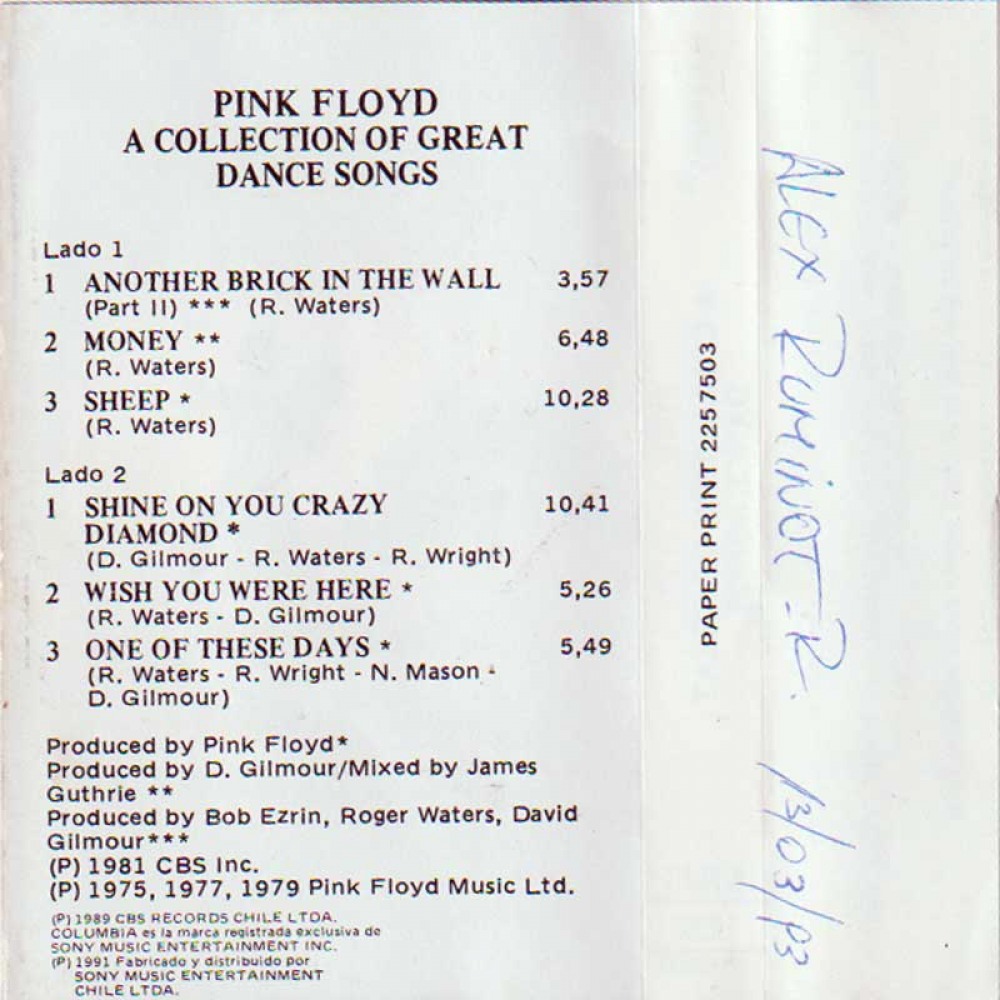 PINK FLOYD
A COLLECTION OF GREAT
DANCE SONGS
Lado 1
1 ANOTHER BRICK IN THE WALL 3,57
(Part II) *** (R. Waters)
2 MONEY ** 6,48
(R. Waters)
3 SHEEP * 10,28
(R. Waters)
Lado 2
1 SHINE ON YOU CRAZY 10,41
DIAMOND *
(D. Gilmour - R. Waters - R. Wright)
2 WISH YOU WERE HERE * 5,26
(R. Waters - D. Gilmour)
3 ONE OF THESE DAYS * 5,49
(R. Waters - R. Wright - N. Mason -
D. Gilmour)
Produced by Pink Floyd*
Produced by D. Gilmour/Mixed by James
Guthrie **
Produced by Bob Ezrin, Roger Waters, David
Gilmour***
(P) 1981 CBS Inc.
(P) 1975, 1977, 1979 Pink Floyd Music Ltd.
(P) 1989 CBS RECORDS CHILE LTDA.
COLUMBIA es la marca registrada exclusiva de
SONY MUSIC ENTERTAINMENT INC.
(P) 1991 Fabricado y distribuido por
SONY MUSIC ENTERTAINMENT
CHILE LTDA.
PAPER PRINT 2257503
ALEX RUMINOT R. 13/03/93